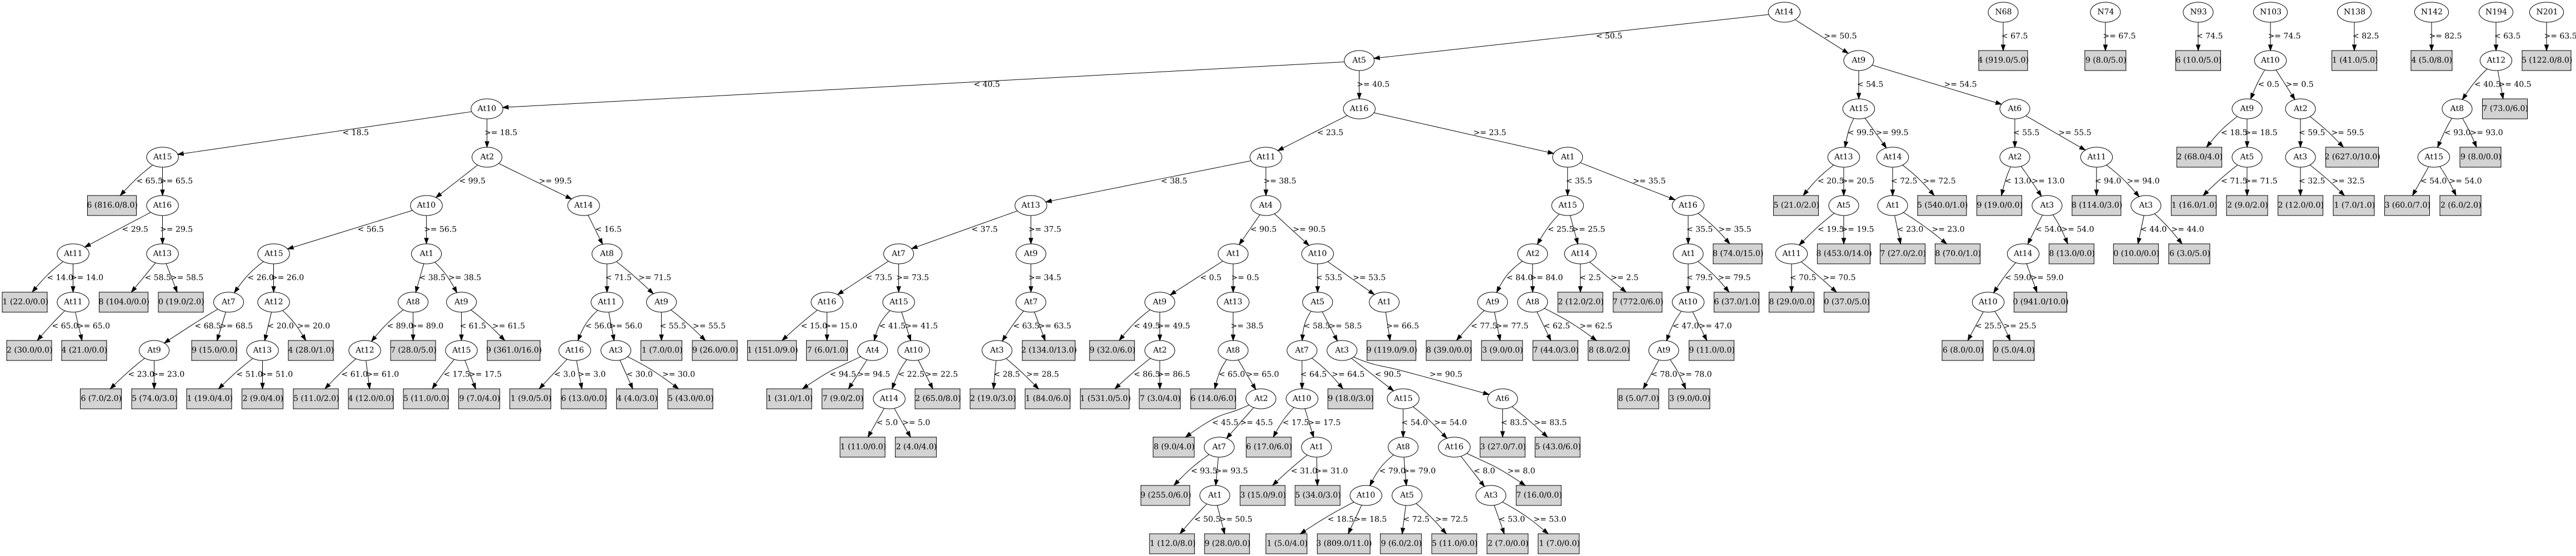 At14 N68 N74 N93 N103 N138 N142 N194 N201
< 50.5 >= 50.5 < 67.5 >= 67.5 < 74.5 >= 74.5 < 82.5 >= 82.5 < 63.5 >= 63.5
At5 At9 4 (919.0/5.0) 9 (8.0/5.0) 6 (10.0/5.0) At10 1 (41.0/5.0) 4 (5.0/8.0) At12 5 (122.0/8.0)
< 40.5 >= 40.5 < 54.5 >= 54.5 < 0.5 >= 0.5 < 40.5 >= 40.5
At10 At16 At15 At6 At9 At2 At8 7 (73.0/6.0)
< 18.5 >= 18.5 < 23.5 >= 23.5 < 99.5 >= 99.5 < 55.5 >= 55.5 < 18.5 >= 18.5 < 59.5 >= 59.5 < 93.0 >= 93.0
At15 At2 At11 At1 At13 At14 At2 At11 2 (68.0/4.0) At5 At3 2 (627.0/10.0) At15 9 (8.0/0.0)
< 65.5 >= 65.5 < 99.5 >= 99.5 < 38.5 >= 38.5 < 35.5 >= 35.5 < 20.5 >= 20.5 < 72.5 >= 72.5 < 13.0 >= 13.0 < 94.0 >= 94.0 < 71.5 >= 71.5 < 32.5 >= 32.5 < 54.0 >= 54.0
6 (816.0/8.0) At16 At10 At14 At13 At4 At15 At16 5 (21.0/2.0) At5 At1 5 (540.0/1.0) 9 (19.0/0.0) At3 8 (114.0/3.0) At3 1 (16.0/1.0) 2 (9.0/2.0) 2 (12.0/0.0) 1 (7.0/1.0) 3 (60.0/7.0) 2 (6.0/2.0)
< 29.5 >= 29.5 < 56.5 >= 56.5 < 16.5 < 37.5 >= 37.5 < 90.5 >= 90.5 < 25.5 >= 25.5 < 35.5 >= 35.5 < 19.5 >= 19.5 < 23.0 >= 23.0 < 54.0 >= 54.0 < 44.0 >= 44.0
At11 At13 At15 At1 At8 At7 At9 At1 At10 At2 At14 At1 8 (74.0/15.0) At11 8 (453.0/14.0) 7 (27.0/2.0) 8 (70.0/1.0) At14 8 (13.0/0.0) 0 (10.0/0.0) 6 (3.0/5.0)
< 14.0 >= 14.0 < 58.5 >= 58.5 < 26.0 >= 26.0 < 38.5 >= 38.5 < 71.5 >= 71.5 < 73.5 >= 73.5 >= 34.5 < 0.5 >= 0.5 < 53.5 >= 53.5 < 84.0 >= 84.0 < 2.5 >= 2.5 < 79.5 >= 79.5 < 70.5 >= 70.5 < 59.0 >= 59.0
1 (22.0/0.0) At11 8 (104.0/0.0) 0 (19.0/2.0) At7 At12 At8 At9 At11 At9 At16 At15 At7 At9 At13 At5 At1 At9 At8 2 (12.0/2.0) 7 (772.0/6.0) At10 6 (37.0/1.0) 8 (29.0/0.0) 0 (37.0/5.0) At10 0 (941.0/10.0)
< 65.0 >= 65.0 < 68.5 >= 68.5 < 20.0 >= 20.0 < 89.0 >= 89.0 < 61.5 >= 61.5 < 56.0 >= 56.0 < 55.5 >= 55.5 < 15.0 >= 15.0 < 41.5 >= 41.5 < 63.5 >= 63.5 < 49.5 >= 49.5 >= 38.5 < 58.5 >= 58.5 >= 66.5 < 77.5 >= 77.5 < 62.5 >= 62.5 < 47.0 >= 47.0 < 25.5 >= 25.5
2 (30.0/0.0) 4 (21.0/0.0) At9 9 (15.0/0.0) At13 4 (28.0/1.0) At12 7 (28.0/5.0) At15 9 (361.0/16.0) At16 At3 1 (7.0/0.0) 9 (26.0/0.0) 1 (151.0/9.0) 7 (6.0/1.0) At4 At10 At3 2 (134.0/13.0) 9 (32.0/6.0) At2 At8 At7 At3 9 (119.0/9.0) 8 (39.0/0.0) 3 (9.0/0.0) 7 (44.0/3.0) 8 (8.0/2.0) At9 9 (11.0/0.0) 6 (8.0/0.0) 0 (5.0/4.0)
< 23.0 >= 23.0 < 51.0 >= 51.0 < 61.0 >= 61.0 < 17.5 >= 17.5 < 3.0 >= 3.0 < 30.0 >= 30.0 < 94.5 >= 94.5 < 22.5 >= 22.5 < 28.5 >= 28.5 < 86.5 >= 86.5 < 65.0 >= 65.0 < 64.5 >= 64.5 < 90.5 >= 90.5 < 78.0 >= 78.0
6 (7.0/2.0) 5 (74.0/3.0) 1 (19.0/4.0) 2 (9.0/4.0) 5 (11.0/2.0) 4 (12.0/0.0) 5 (11.0/0.0) 9 (7.0/4.0) 1 (9.0/5.0) 6 (13.0/0.0) 4 (4.0/3.0) 5 (43.0/0.0) 1 (31.0/1.0) 7 (9.0/2.0) At14 2 (65.0/8.0) 2 (19.0/3.0) 1 (84.0/6.0) 1 (531.0/5.0) 7 (3.0/4.0) 6 (14.0/6.0) At2 At10 9 (18.0/3.0) At15 At6 8 (5.0/7.0) 3 (9.0/0.0)
< 5.0 >= 5.0 < 45.5 >= 45.5 < 17.5 >= 17.5 < 54.0 >= 54.0 < 83.5 >= 83.5
1 (11.0/0.0) 2 (4.0/4.0) 8 (9.0/4.0) At7 6 (17.0/6.0) At1 At8 At16 3 (27.0/7.0) 5 (43.0/6.0)
< 93.5 >= 93.5 < 31.0 >= 31.0 < 79.0 >= 79.0 < 8.0 >= 8.0
9 (255.0/6.0) At1 3 (15.0/9.0) 5 (34.0/3.0) At10 At5 At3 7 (16.0/0.0)
< 50.5 >= 50.5 < 18.5 >= 18.5 < 72.5 >= 72.5 < 53.0 >= 53.0
1 (12.0/8.0) 9 (28.0/0.0) 1 (5.0/4.0) 3 (809.0/11.0) 9 (6.0/2.0) 5 (11.0/0.0) 2 (7.0/0.0) 1 (7.0/0.0)